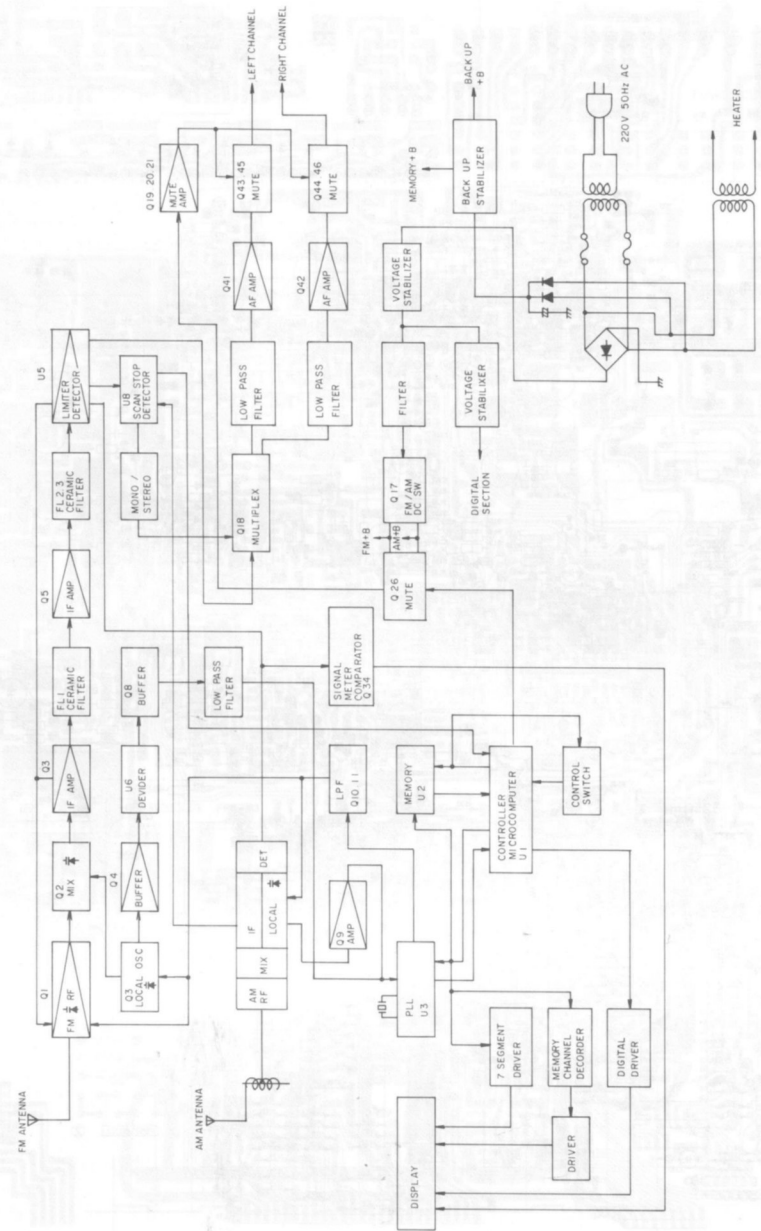 FM ANTENNA
Q1
FM RF
Q2
MIX
Q3
IF AMP
FL1
CERAMIC
FILTER
Q5
IF AMP
FL2.3
CERAMIC
FILTER
U5
LIMITER
DETECTOR
Q3
LOCAL OSC
Q4
BUFFER
U6
DEVIDER
Q8
BUFFER
LOW PASS
FILTER
MONO /
STEREO
U8
SCAN STOP
DETECTOR
Q19 20.21
MUTE
AMP
AM ANTENNA
AM
RF
MIX
IF
LOCAL
DET
Q18
MULTIPLEX
LOW PASS
FILTER
Q41
AF AMP
Q43.45
MUTE
LEFT CHANNEL
RIGHT CHANNEL
LOW PASS
FILTER
Q42
AF AMP
Q44 46
MUTE
Q9
AMP
LPF
Q10.11
SIGNAL
METER
COMPARATOR
Q34
PLL
U3
MEMORY
U2
Q26
MUTE
FM+B
AM+B
Q17
FM/AM
DC SW
FILTER
VOLTAGE
STABILIZER
MEMORY+B
BACK UP
STABILIZER
BACK UP
+B
DIGITAL
SECTION
VOLTAGE
STABILIXER
CONTROLLER
MICROCOMPUTER
U1
CONTROL
SWITCH
DISPLAY
7 SEGMENT
DRIVER
MEMORY
CHANNEL
DECORDER
DRIVER
DIGITAL
DRIVER
220V 50Hz AC
HEATER